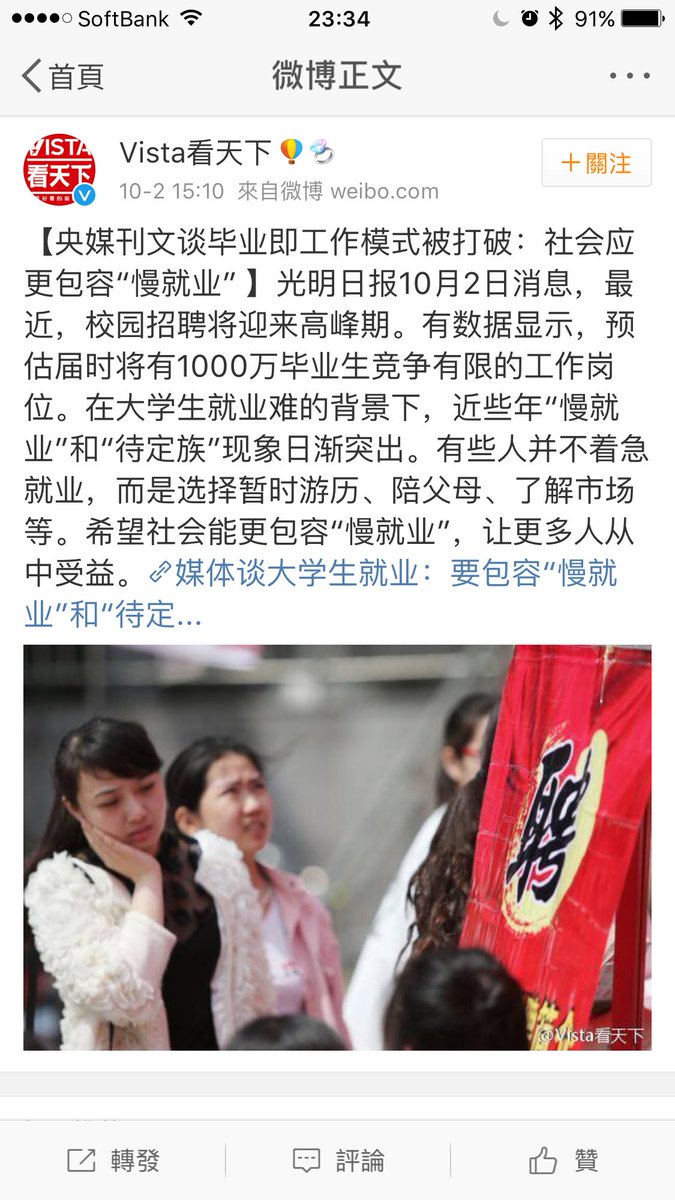 SoftBank 23:34 91%
首頁 微博正文
VISTA
看天下
Vista看天下
10-2 15:10 來自微博 weibo.com
+關注
【央媒刊文谈毕业即工作模式被打破：社会应
更包容“慢就业” 】光明日报10月2日消息，最
近，校园招聘将迎来高峰期。有数据显示，预
估届时将有1000万毕业生竞争有限的工作岗
位。在大学生就业难的背景下，近些年“慢就
业”和“待定族”现象日渐突出。有些人并不着急
就业，而是选择暂时游历、陪父母、了解市场
等。希望社会能更包容“慢就业”，让更多人从
中受益。媒体谈大学生就业：要包容“慢就
业”和“待定...
聘
@Vista看天下
轉發 評論 贊